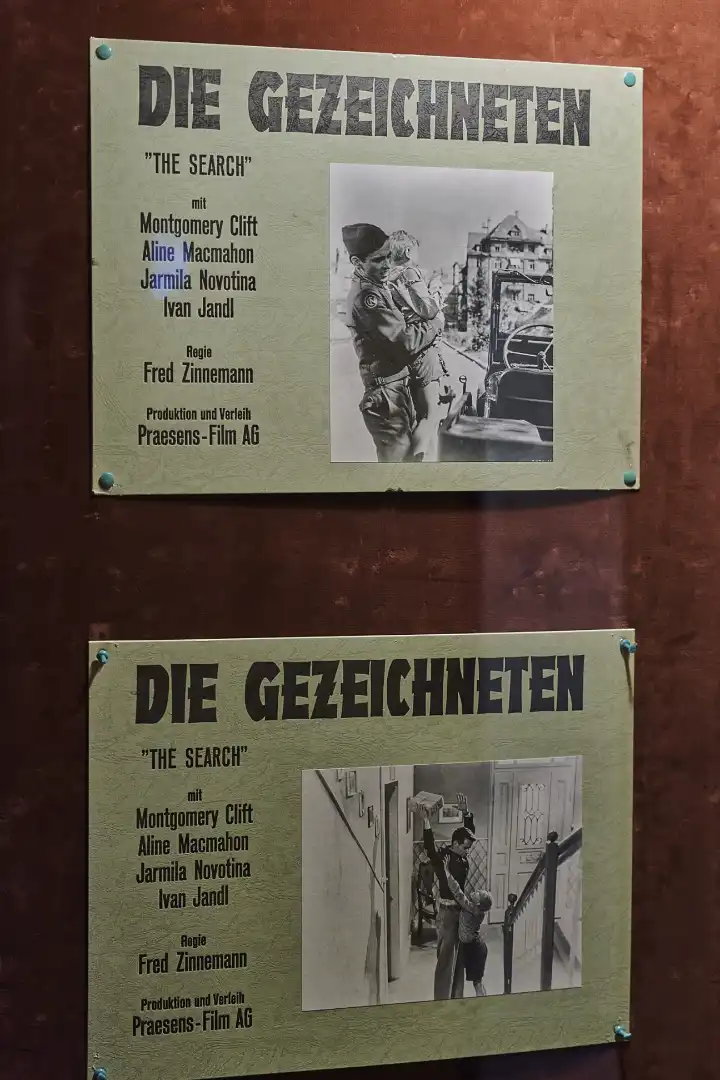 DIE GEZEICHNETEN
"THE SEARCH"
mit
Montgomery Clift
Aline Macmahon
Jarmila Novotina
Ivan Jandl
Regie
Fred Zinnemann
Produktion und Verleih
Praesens-Film AG
DIE GEZEICHNETEN
"THE SEARCH"
mit
Montgomery Clift
Aline Macmahon
Jarmila Novotina
Ivan Jandl
Regie
Fred Zinnemann
Produktion und Verleih
Praesens-Film AG